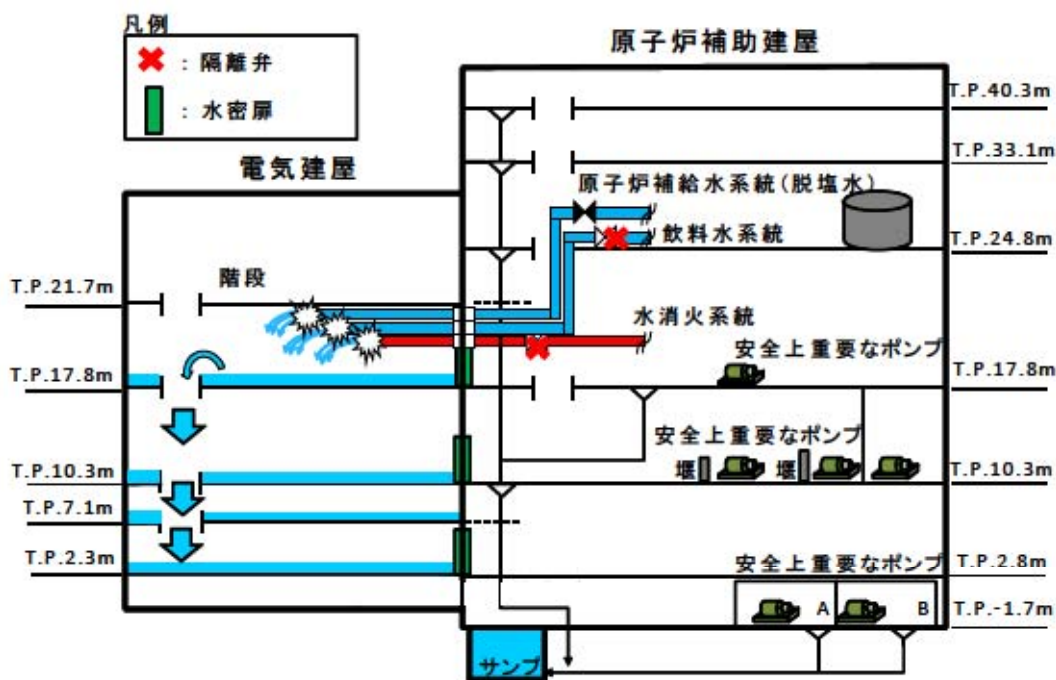 凡例
：隔離弁
：水密扉
原子炉補助建屋
電気建屋
T.P.40.3m
T.P.33.1m
原子炉補給水系統(脱塩水)
飲料水系統
T.P.24.8m
階段
T.P.21.7m
水消火系統
安全上重要なポンプ
T.P.17.8m
T.P.17.8m
安全上重要なポンプ
堰
堰
T.P.10.3m
T.P.10.3m
T.P.7.1m
T.P.2.3m
安全上重要なポンプ
T.P.2.8m
A
B
T.P.-1.7m
サンプ